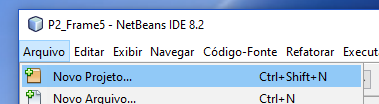 P2_Frame5 - NetBeans IDE 8.2
Arquivo Editar Exibir Navegar Código-Fonte Refatorar
Novo Projeto... Ctrl+Shift+N
Novo Arquivo... Ctrl+N